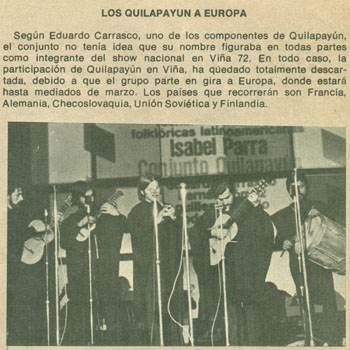 LOS QUILAPAYUN A EUROPA
Según Eduardo Carrasco, uno de los componentes de Quilapayún,
el conjunto no tenía idea que su nombre figuraba en todas partes
como integrante del show nacional en Viña 72. En todo caso, la
participación de Quilapayún en Viña, ha qúedado totalmente descar-
tada, debido a que el grupo parte en gira a Europa, donde estará
hasta mediados de marzo. Los países que recorrerán son Francia,
Alemania, Checoslovaquia, Unión Soviética y Finlandia.
folklóricas latinoamericanas
Isabel Parra
Conjunto Quilapayún